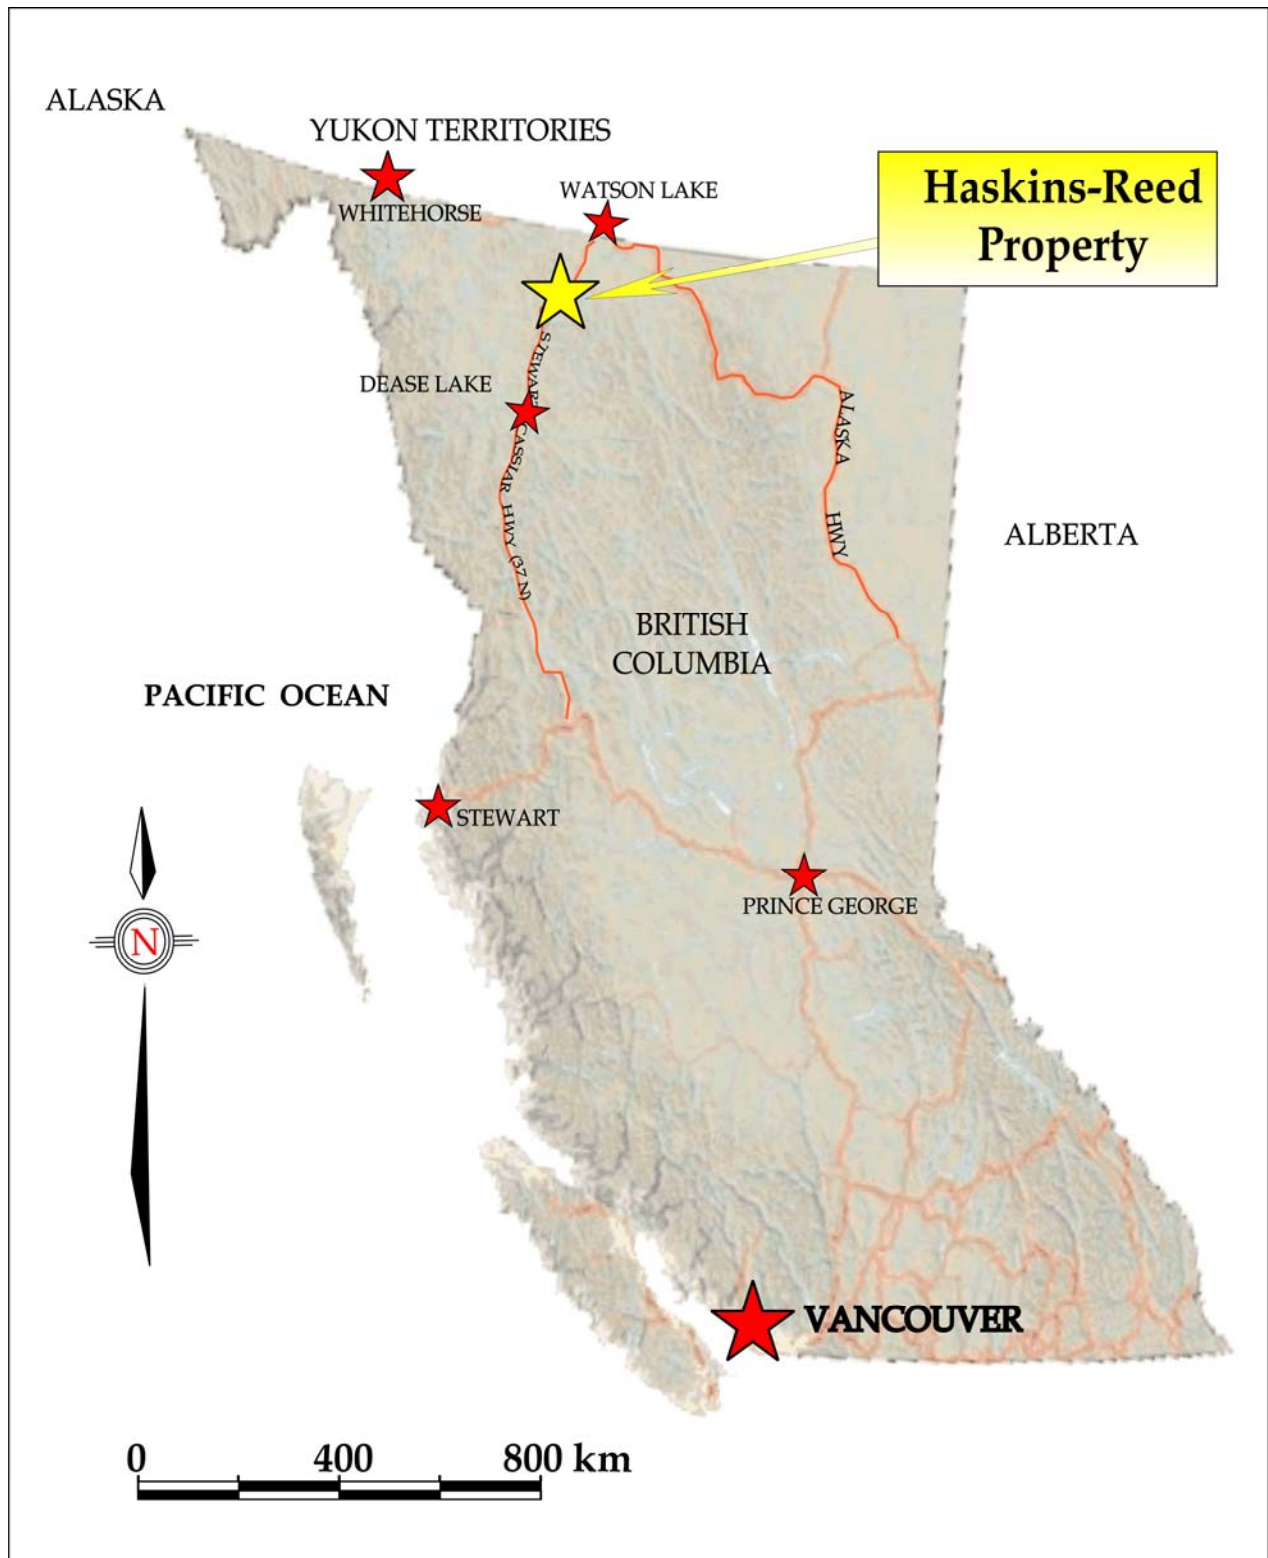 ALASKA
YUKON TERRITORIES
WHITEHORSE
WATSON LAKE
Haskins-Reed
Property
DEASE LAKE
STEWART
CASSIAR HWY (37 N)
ALASKA
HWY
ALBERTA
BRITISH
COLUMBIA
PACIFIC OCEAN
STEWART
PRINCE GEORGE
N
VANCOUVER
0 400 800 km